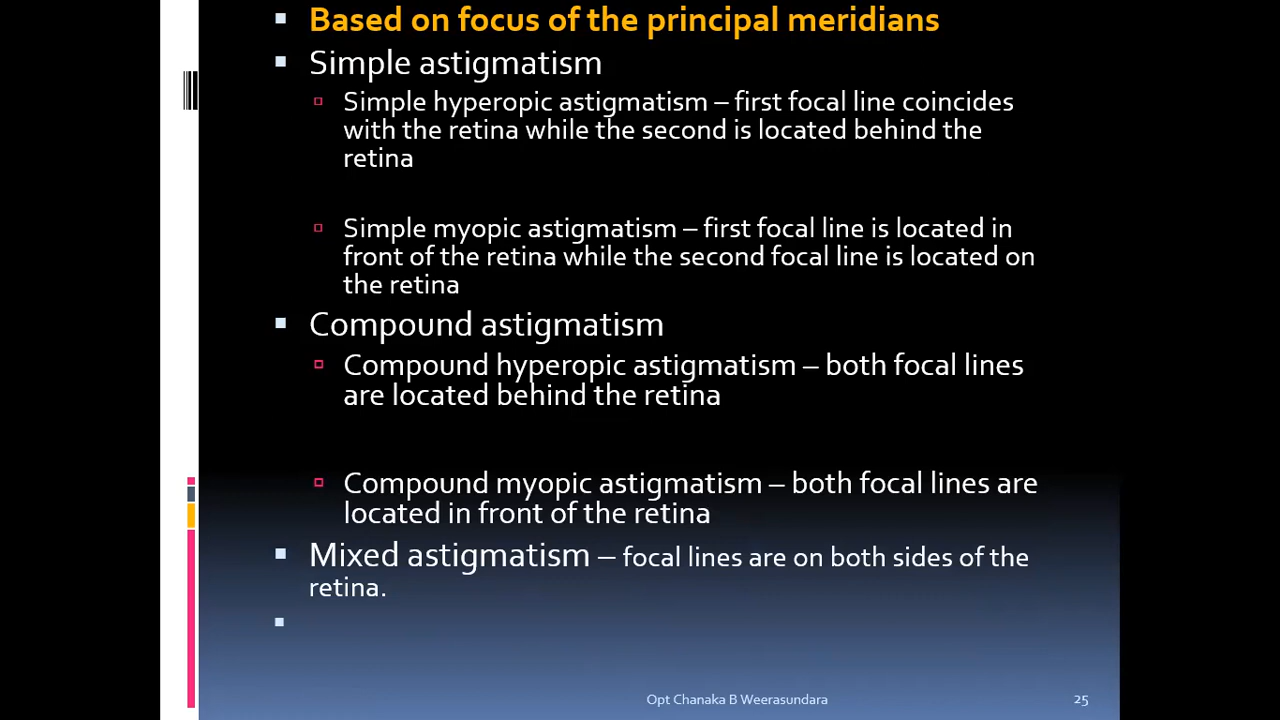 Based on focus of the principal meridians
Simple astigmatism
Simple hyperopic astigmatism – first focal line coincides
with the retina while the second is located behind the
retina
Simple myopic astigmatism – first focal line is located in
front of the retina while the second focal line is located on
the retina
Compound astigmatism
Compound hyperopic astigmatism – both focal lines
are located behind the retina
Compound myopic astigmatism – both focal lines are
located in front of the retina
Mixed astigmatism – focal lines are on both sides of the
retina.
Opt Chanaka B Weerasundara
25